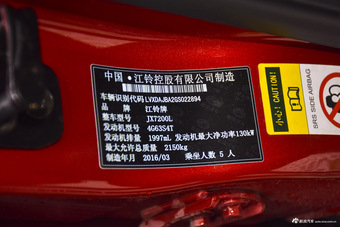 中国·江铃控股有限公司制造
车辆识别代码 LVXDAJBA2GS022894
品 牌 江铃牌
整车型号 JX7200L
发动机型号 4G63S4T
发动机排量 1997mL 发动机最大净功率130kW
最大允许总质量 2150kg
制造年月 2016/03 乘坐人数 5 人
小心! CAUTION!
SRS SIDE AIRBAG